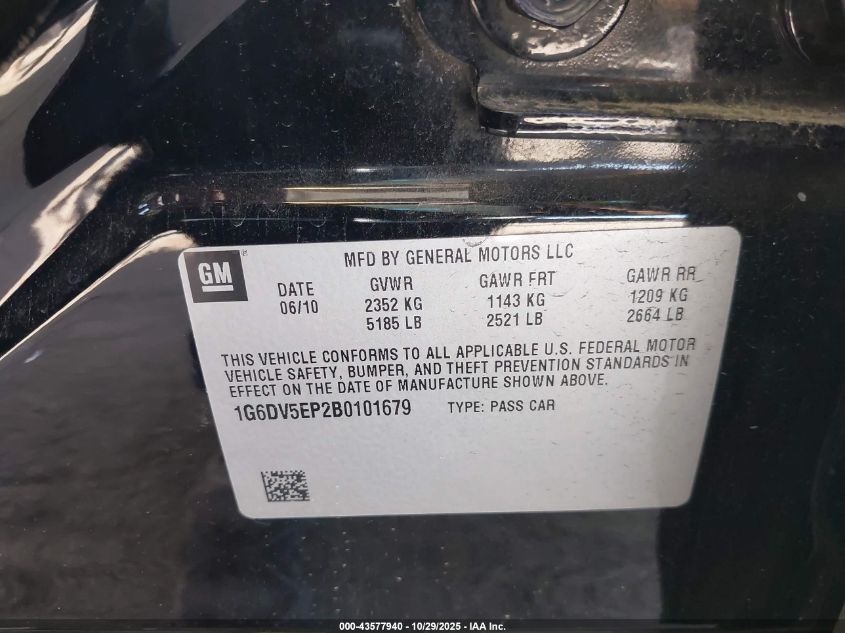 GM
MFD BY GENERAL MOTORS LLC
DATE GVWR GAWR FRT GAWR RR
06/10 2352 KG 1143 KG 1209 KG
5185 LB 2521 LB 2664 LB
THIS VEHICLE CONFORMS TO ALL APPLICABLE U.S. FEDERAL MOTOR
VEHICLE SAFETY, BUMPER, AND THEFT PREVENTION STANDARDS IN
EFFECT ON THE DATE OF MANUFACTURE SHOWN ABOVE.
1G6DV5EP2B0101679 TYPE: PASS CAR
000-43577940 - 10/29/2025 - IAA Inc.